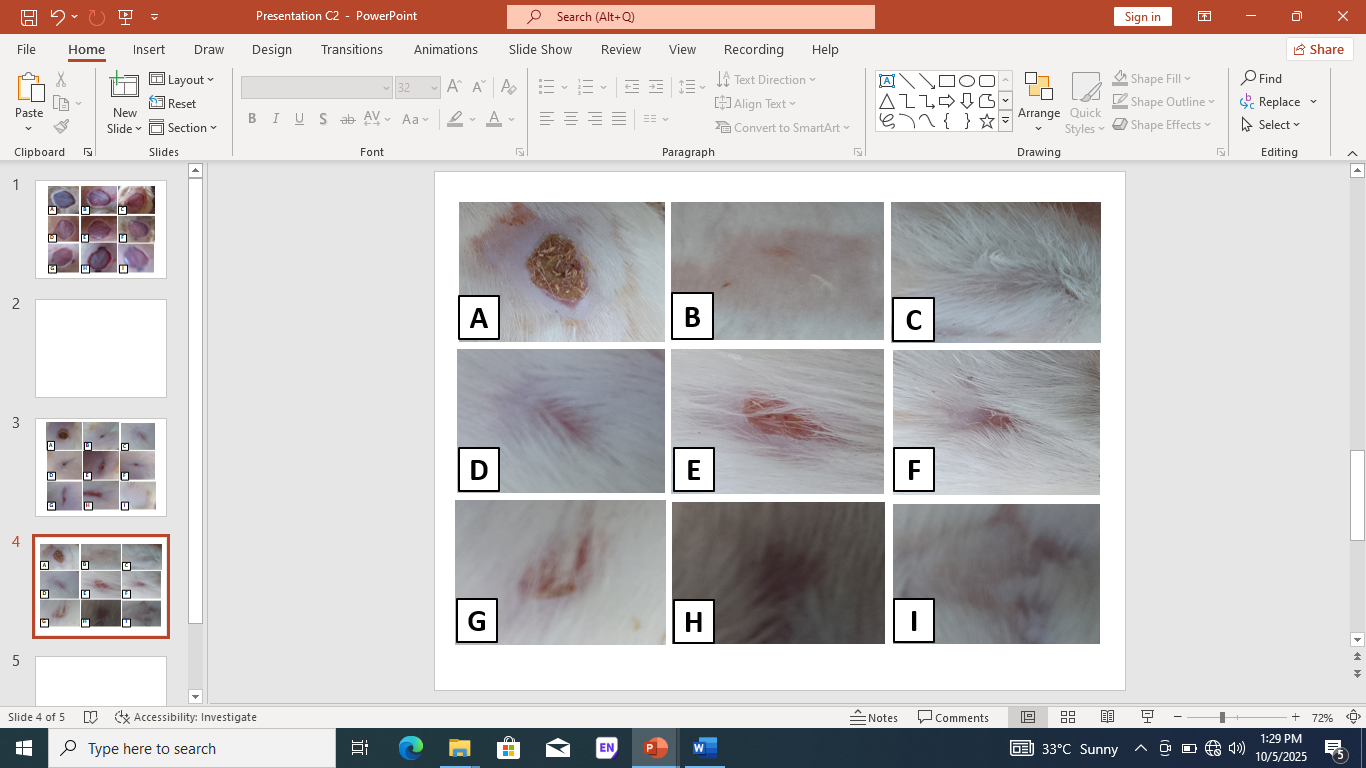 Presentation C2 - PowerPoint
Search (Alt+Q)
Sign in
File Home Insert Draw Design Transitions Animations Slide Show Review View Recording Help
Share
Paste
Clipboard
New Slide
Layout
Reset
Section
Slides
32
B I U S ab AV Aa A
Font
Text Direction
Align Text
Convert to SmartArt
Paragraph
Arrange
Quick Styles
Shape Fill
Shape Outline
Shape Effects
Drawing
Find
Replace
Select
Editing
1
2
3
4
5
A B C
D E F
G H I
Slide 4 of 5
Accessibility: Investigate
Notes
Comments
72%
Type here to search
EN
33°C Sunny
1:29 PM
10/5/2025
5